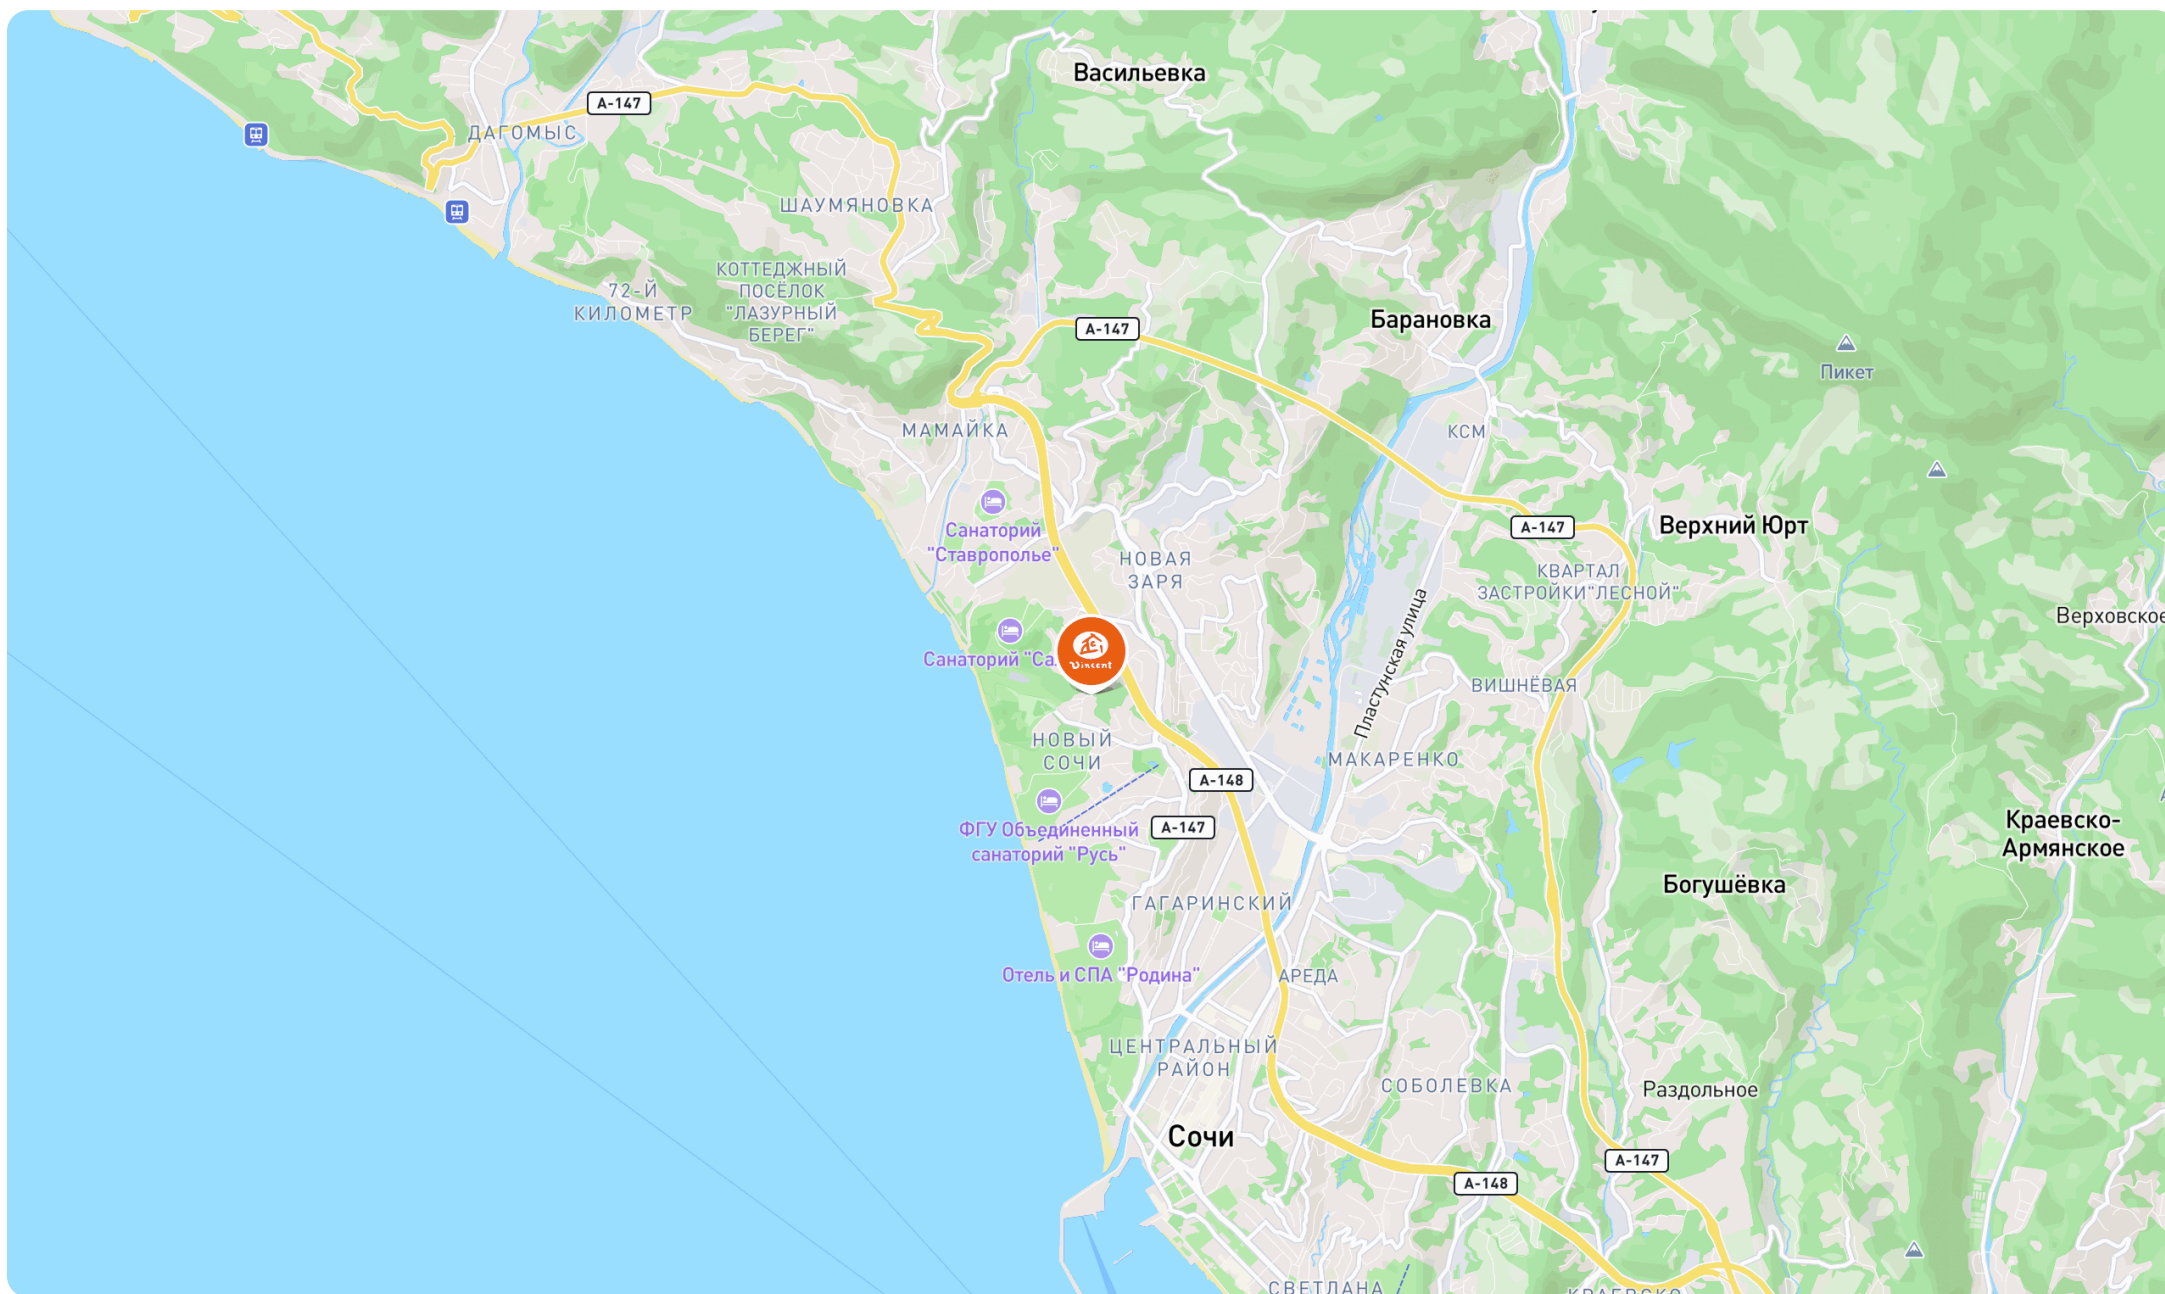 Васильевка
А-147
ДАГОМЫС
ШАУМЯНОВКА
КОТТЕДЖНЫЙ
ПОСЁЛОК
"ЛАЗУРНЫЙ
БЕРЕГ"
72-Й
КИЛОМЕТР
А-147
Барановка
Пикет
МАМАЙКА
КСМ
Санаторий
"Ставрополье"
А-147
Верхний Юрт
НОВАЯ
ЗАРЯ
КВАРТАЛ
ЗАСТРОЙКИ"ЛЕСНОЙ"
Пластунская улица
Верховское
Санаторий
Vincent
ВИШНЁВАЯ
НОВЫЙ
СОЧИ
МАКАРЕНКО
А-148
А-147
ФГУ Объединенный
санаторий "Русь"
Краевско-
Армянское
Богушёвка
ГАГАРИНСКИЙ
Отель и СПА "Родина"
АРЕДА
ЦЕНТРАЛЬНЫЙ
РАЙОН
СОБОЛЕВКА
Раздольное
Сочи
А-147
А-148
СВЕТЛАНА